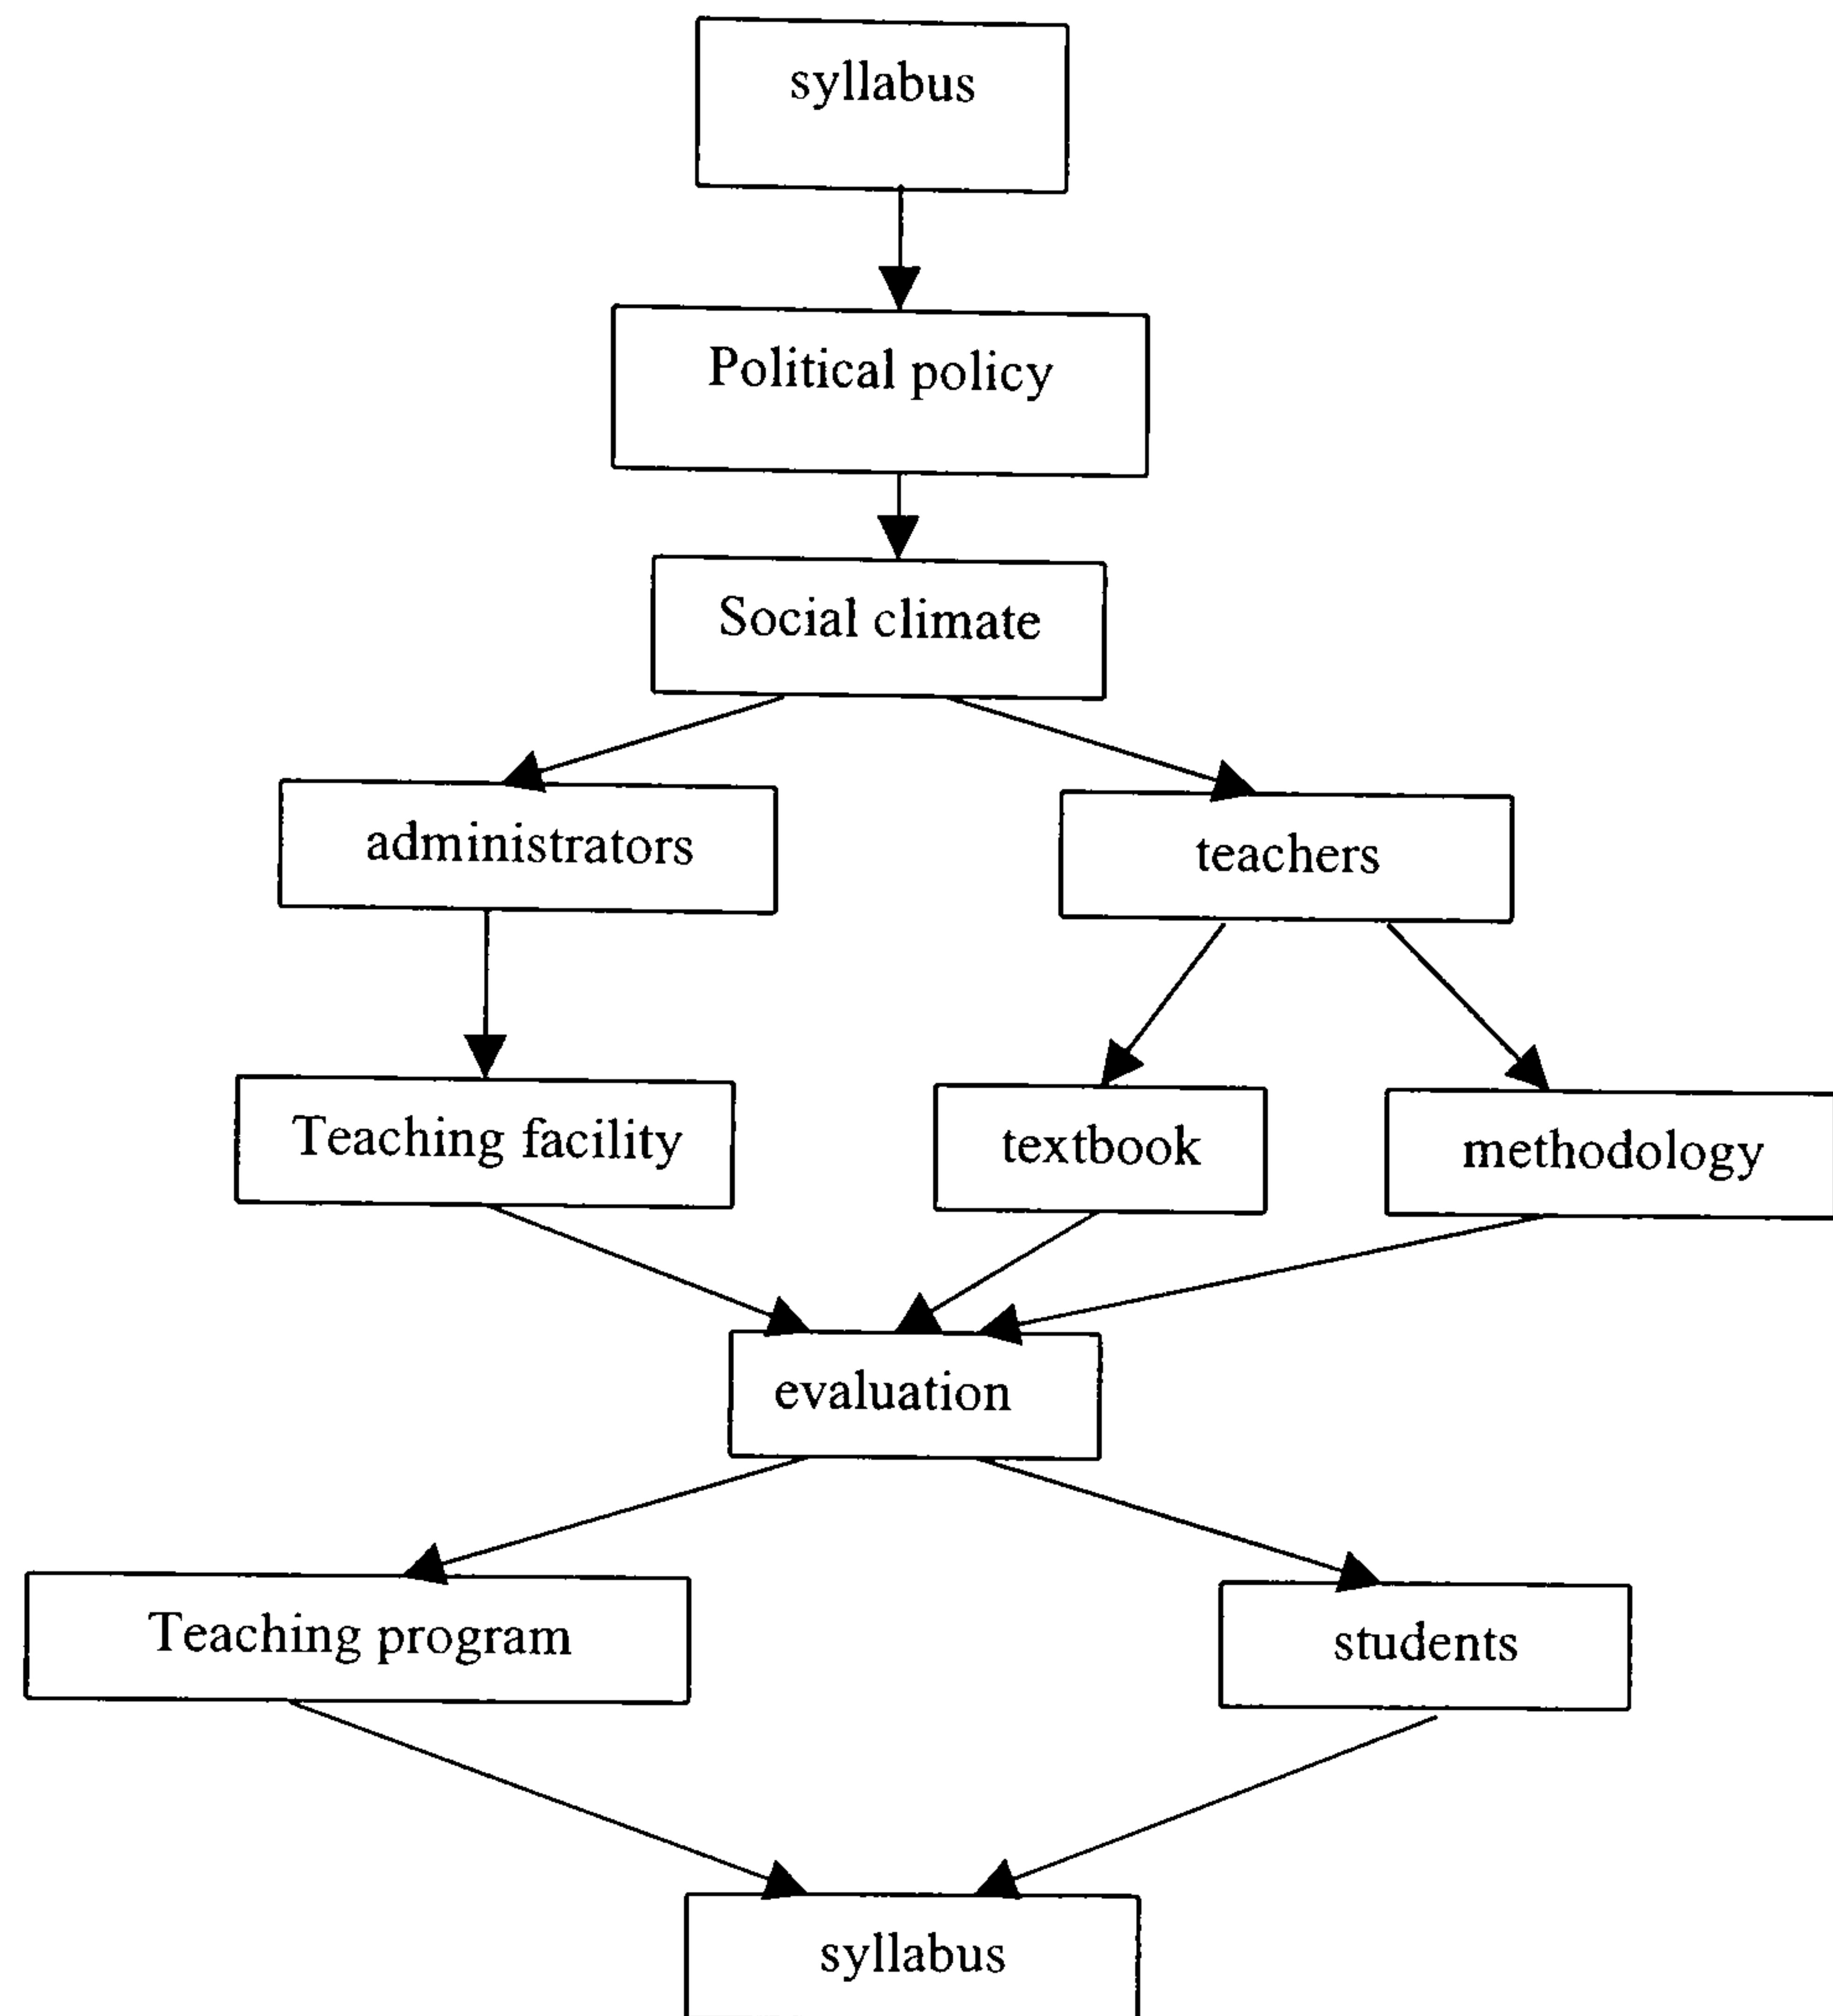 syllabus
Political policy
Social climate
administrators
teachers
Teaching facility
textbook
methodology
evaluation
Teaching program
students
syllabus